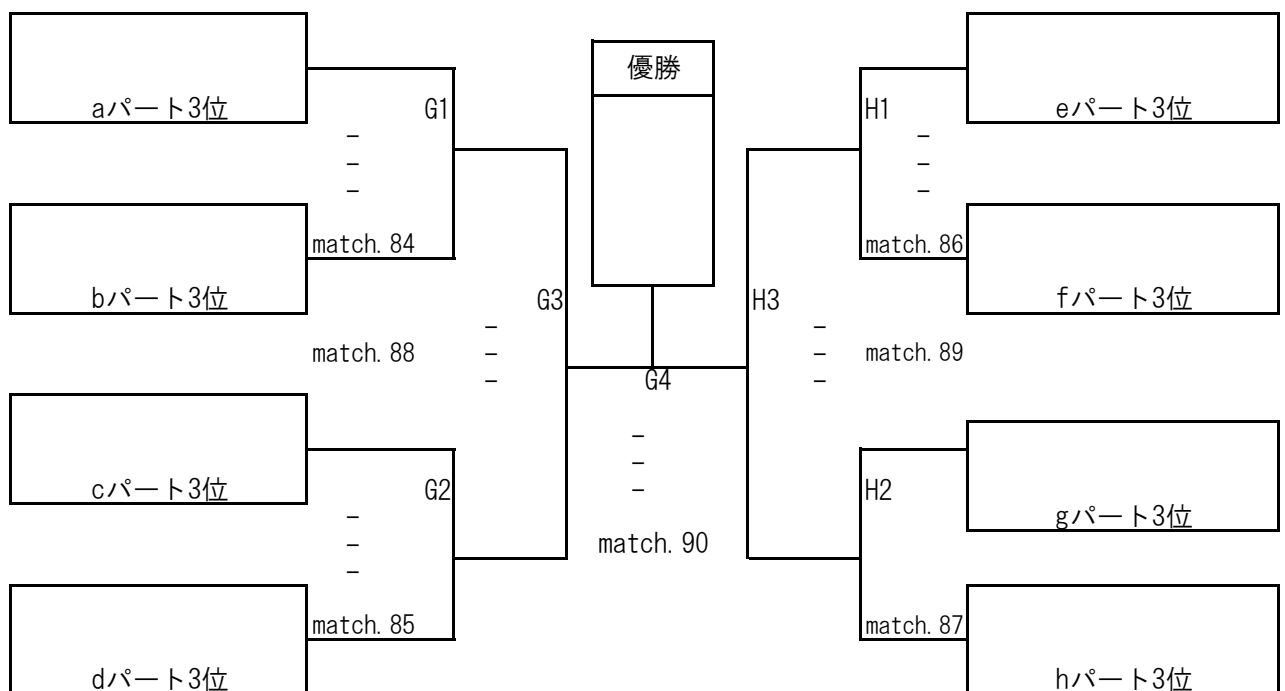 優勝
aパート3位
G1
H1
eパート3位
-
-
-
-
-
-
match. 84
match. 86
bパート3位
G3
H3
fパート3位
match. 88
-
-
-
-
-
-
match. 89
G4
cパート3位
G2
-
-
-
H2
gパート3位
-
-
-
match. 90
match. 85
match. 87
dパート3位
hパート3位